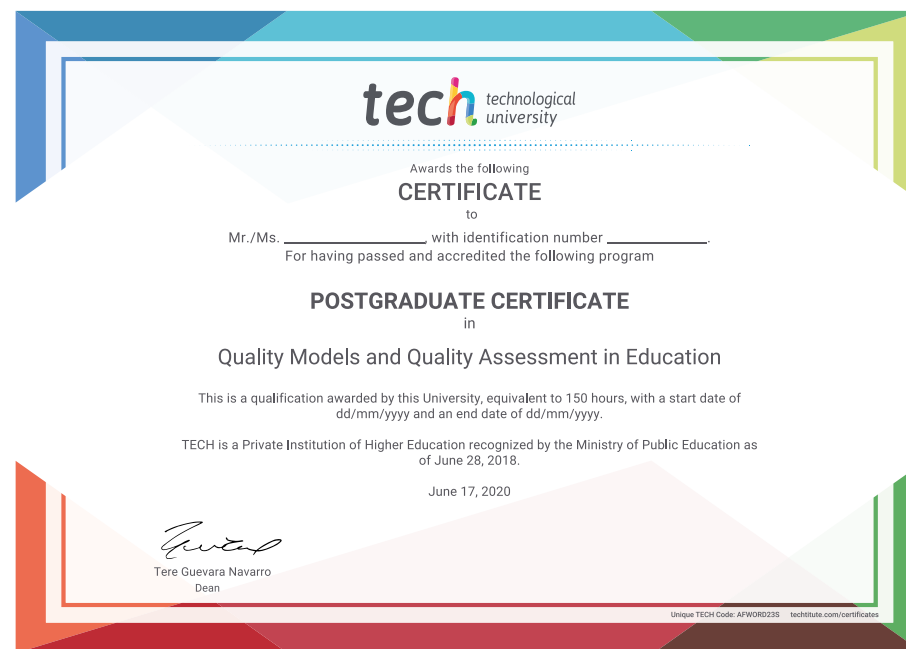 tech technological
university
Awards the following
CERTIFICATE
to
Mr./Ms. ____________________, with identification number ______________.
For having passed and accredited the following program
POSTGRADUATE CERTIFICATE
in
Quality Models and Quality Assessment in Education
This is a qualification awarded by this University, equivalent to 150 hours, with a start date of
dd/mm/yyyy and an end date of dd/mm/yyyy.
TECH is a Private Institution of Higher Education recognized by the Ministry of Public Education as
of June 28, 2018.
June 17, 2020
Tere Guevara Navarro
Dean
Unique TECH Code: AFWORD23S techtitute.com/certificates